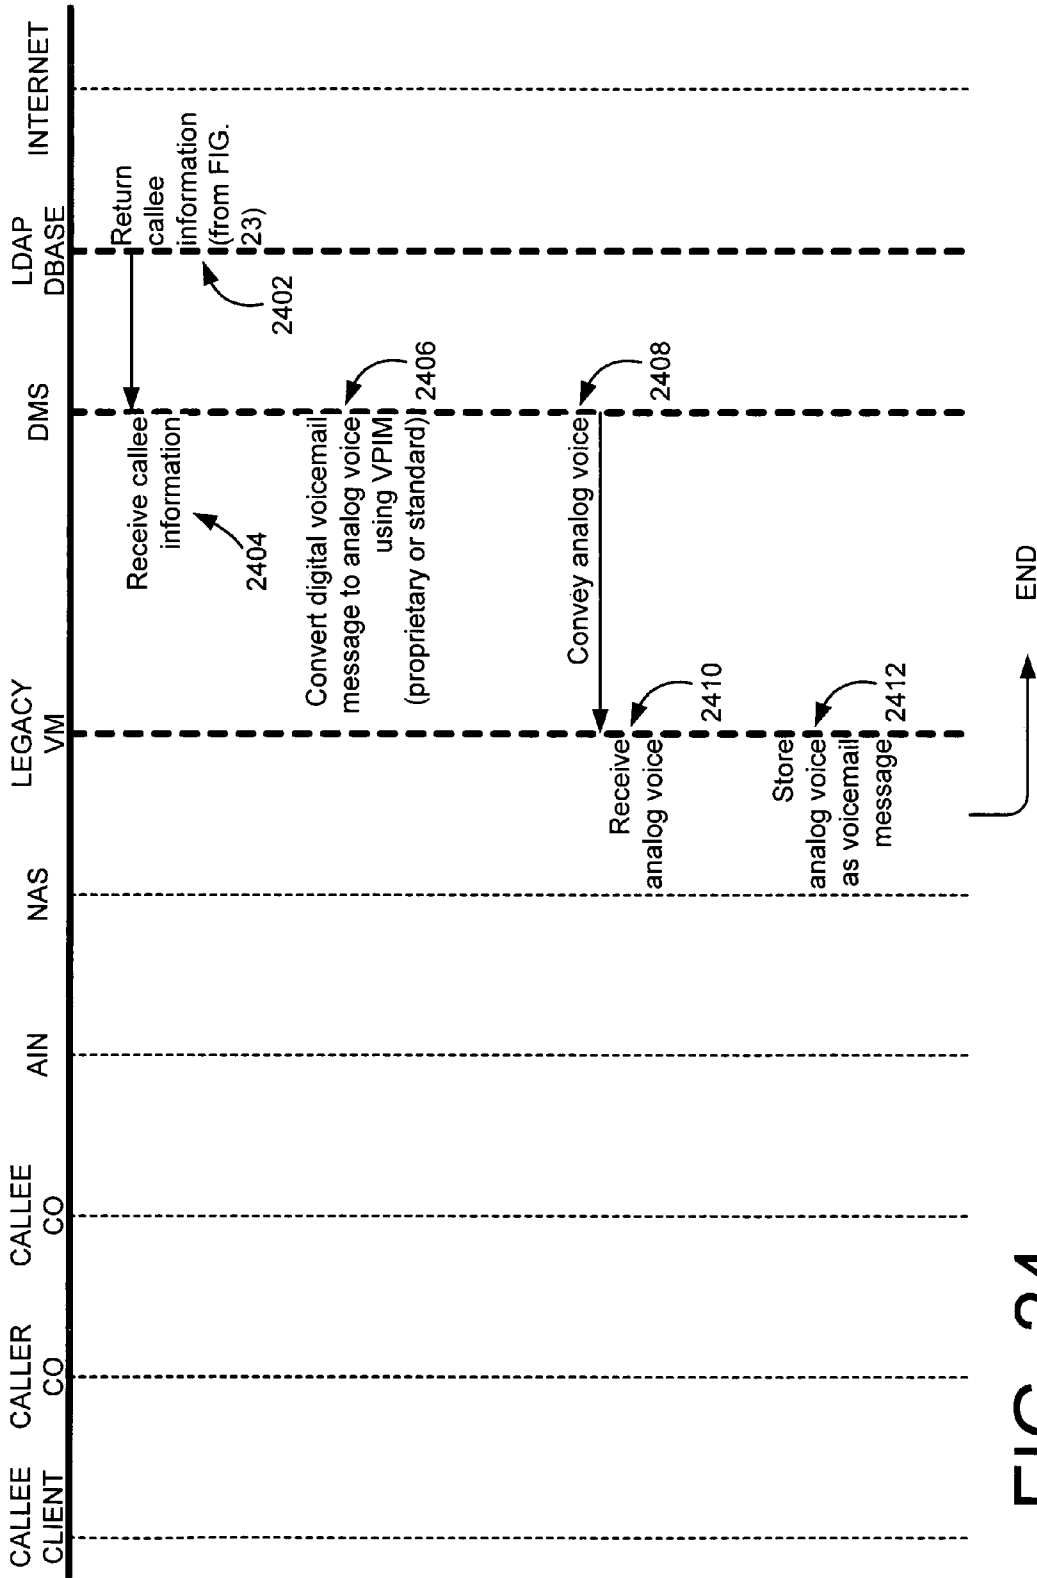 CALLEE
CLIENT
CALLER
CO
CALLEE
CO
AIN
NAS
LEGACY
VM
DMS
LDAP
DBASE
INTERNET
Return
callee
information
(from FIG.
23)
2402
Receive callee
information
2404
Convert digital voicemail
message to analog voice
using VPIM
(proprietary or standard)
2406
Convey analog voice
2408
Receive
analog voice
2410
Store
analog voice
as voicemail
message
2412
END
FIG. 24